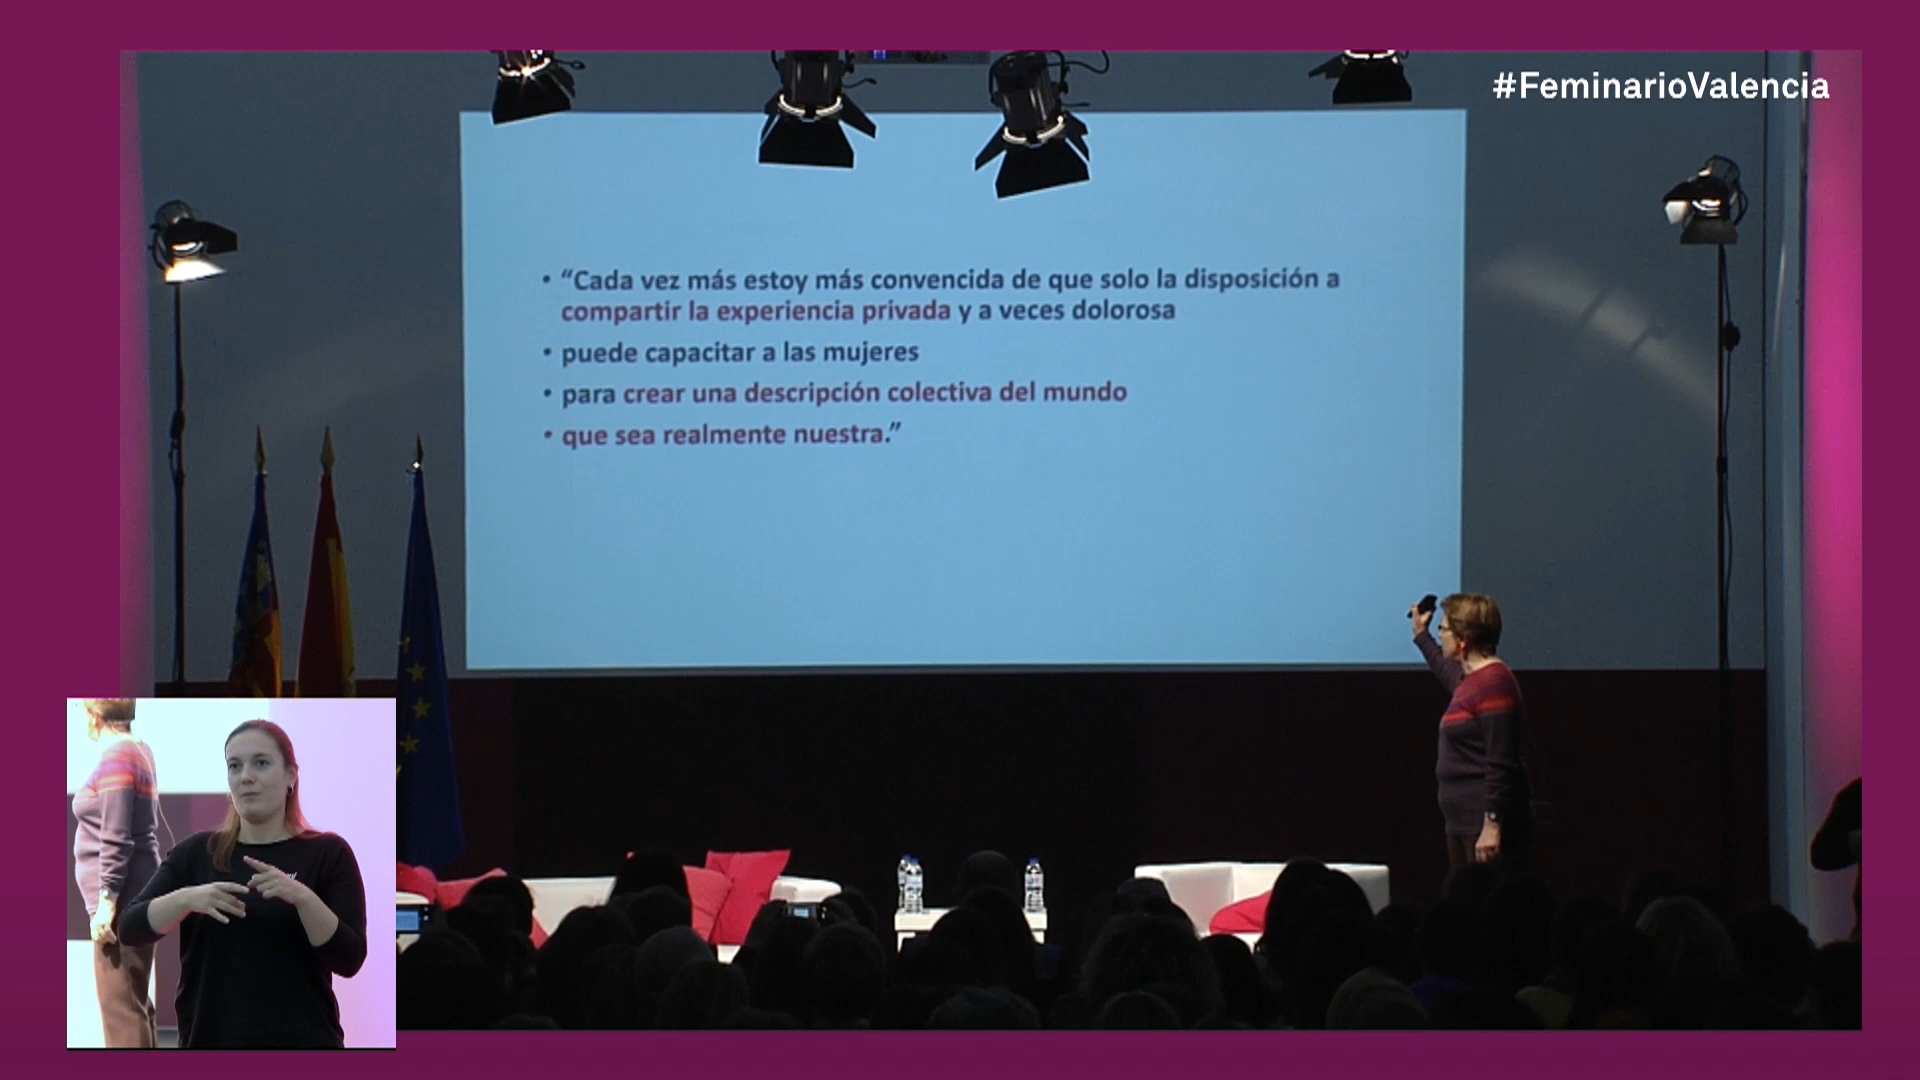 #FeminarioValencia
• “Cada vez más estoy más convencida de que solo la disposición a
compartir la experiencia privada y a veces dolorosa
• puede capacitar a las mujeres
• para crear una descripción colectiva del mundo
• que sea realmente nuestra.”